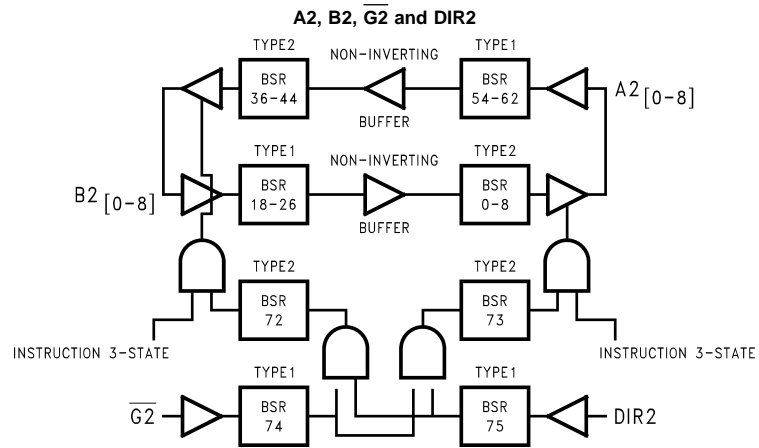 A2, B2, G2 and DIR2
TYPE2 NON-INVERTING TYPE1
BSR 36-44
BSR 54-62
A2 [0-8]
BUFFER
TYPE1 NON-INVERTING TYPE2
B2 [0-8]
BSR 18-26
BSR 0-8
BUFFER
TYPE2 TYPE2
BSR 72
BSR 73
INSTRUCTION 3-STATE INSTRUCTION 3-STATE
TYPE1 TYPE1
G2
BSR 74
BSR 75
DIR2